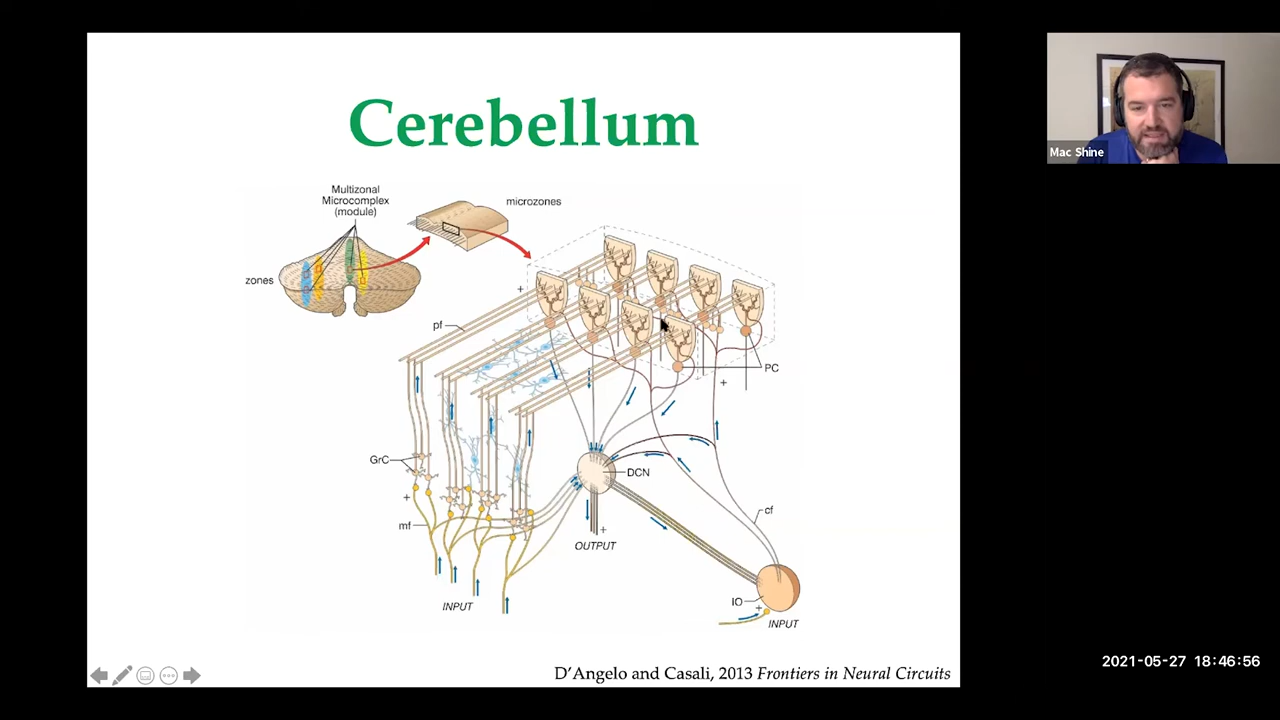 Cerebellum
Multizonal
Microcomplex
(module)
microzones
zones
+
pf
PC
+
GrC
DCN
+
mf
cf
+
OUTPUT
IO
+
INPUT
INPUT
D'Angelo and Casali, 2013 Frontiers in Neural Circuits
Mac Shine
2021-05-27 18:46:56